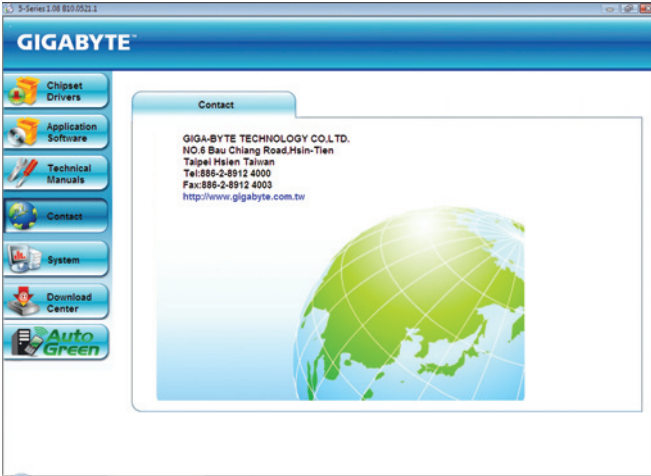 5-Series 1.08 B10.0521.1
GIGABYTE™
Chipset
Drivers
Application
Software
Technical
Manuals
Contact
System
Download
Center
Auto
Green
Contact
GIGA-BYTE TECHNOLOGY CO.LTD.
NO.6 Bau Chiang Road,Hsin-Tien
Taipei Hsien Taiwan
Tel:886-2-8912 4000
Fax:886-2-8912 4003
http://www.gigabyte.com.tw